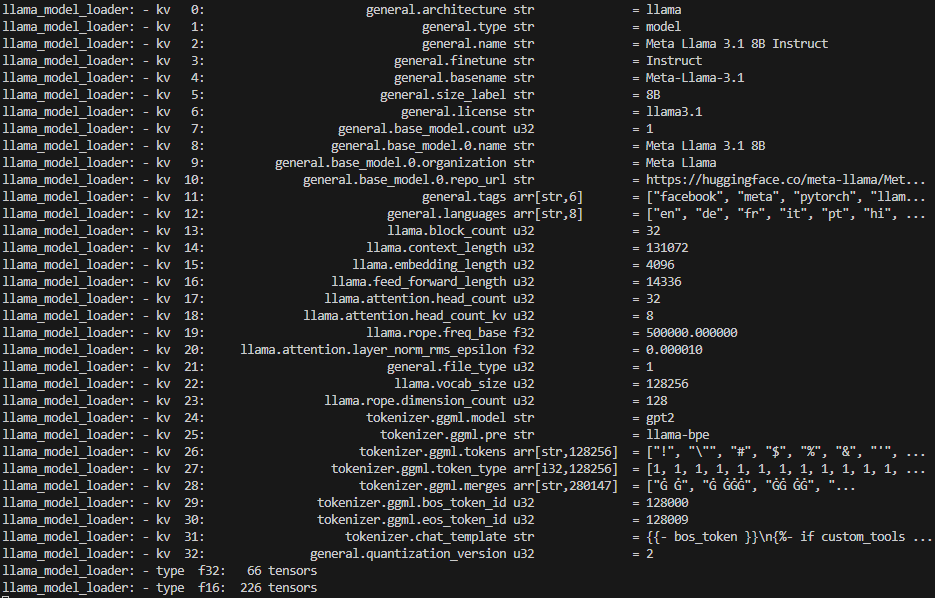 llama_model_loader: - kv   0:                       general.architecture str              = llama
llama_model_loader: - kv   1:                               general.type str              = model
llama_model_loader: - kv   2:                               general.name str              = Meta Llama 3.1 8B Instruct
llama_model_loader: - kv   3:                           general.finetune str              = Instruct
llama_model_loader: - kv   4:                           general.basename str              = Meta-Llama-3.1
llama_model_loader: - kv   5:                         general.size_label str              = 8B
llama_model_loader: - kv   6:                            general.license str              = llama3.1
llama_model_loader: - kv   7:                   general.base_model.count u32              = 1
llama_model_loader: - kv   8:                  general.base_model.0.name str              = Meta Llama 3.1 8B
llama_model_loader: - kv   9:          general.base_model.0.organization str              = Meta Llama
llama_model_loader: - kv  10:              general.base_model.0.repo_url str              = https://huggingface.co/meta-llama/Met...
llama_model_loader: - kv  11:                               general.tags arr[str,6]       = ["facebook", "meta", "pytorch", "llam...
llama_model_loader: - kv  12:                          general.languages arr[str,8]       = ["en", "de", "fr", "it", "pt", "hi", ...
llama_model_loader: - kv  13:                          llama.block_count u32              = 32
llama_model_loader: - kv  14:                       llama.context_length u32              = 131072
llama_model_loader: - kv  15:                     llama.embedding_length u32              = 4096
llama_model_loader: - kv  16:                  llama.feed_forward_length u32              = 14336
llama_model_loader: - kv  17:                 llama.attention.head_count u32              = 32
llama_model_loader: - kv  18:              llama.attention.head_count_kv u32              = 8
llama_model_loader: - kv  19:                       llama.rope.freq_base f32              = 500000.000000
llama_model_loader: - kv  20:     llama.attention.layer_norm_rms_epsilon f32              = 0.000010
llama_model_loader: - kv  21:                          general.file_type u32              = 1
llama_model_loader: - kv  22:                           llama.vocab_size u32              = 128256
llama_model_loader: - kv  23:                 llama.rope.dimension_count u32              = 128
llama_model_loader: - kv  24:                       tokenizer.ggml.model str              = gpt2
llama_model_loader: - kv  25:                         tokenizer.ggml.pre str              = llama-bpe
llama_model_loader: - kv  26:                      tokenizer.ggml.tokens arr[str,128256]  = ["!", "\"", "#", "$", "%", "&", "'", ...
llama_model_loader: - kv  27:                  tokenizer.ggml.token_type arr[i32,128256]  = [1, 1, 1, 1, 1, 1, 1, 1, 1, 1, 1, 1, ...
llama_model_loader: - kv  28:                      tokenizer.ggml.merges arr[str,280147]  = ["Ġ Ġ", "Ġ ĠĠĠ", "ĠĠ ĠĠ", "...
llama_model_loader: - kv  29:                tokenizer.ggml.bos_token_id u32              = 128000
llama_model_loader: - kv  30:                tokenizer.ggml.eos_token_id u32              = 128009
llama_model_loader: - kv  31:                    tokenizer.chat_template str              = {{- bos_token }}\n{%- if custom_tools ...
llama_model_loader: - kv  32:               general.quantization_version u32              = 2
llama_model_loader: - type  f32:   66 tensors
llama_model_loader: - type  f16:  226 tensors